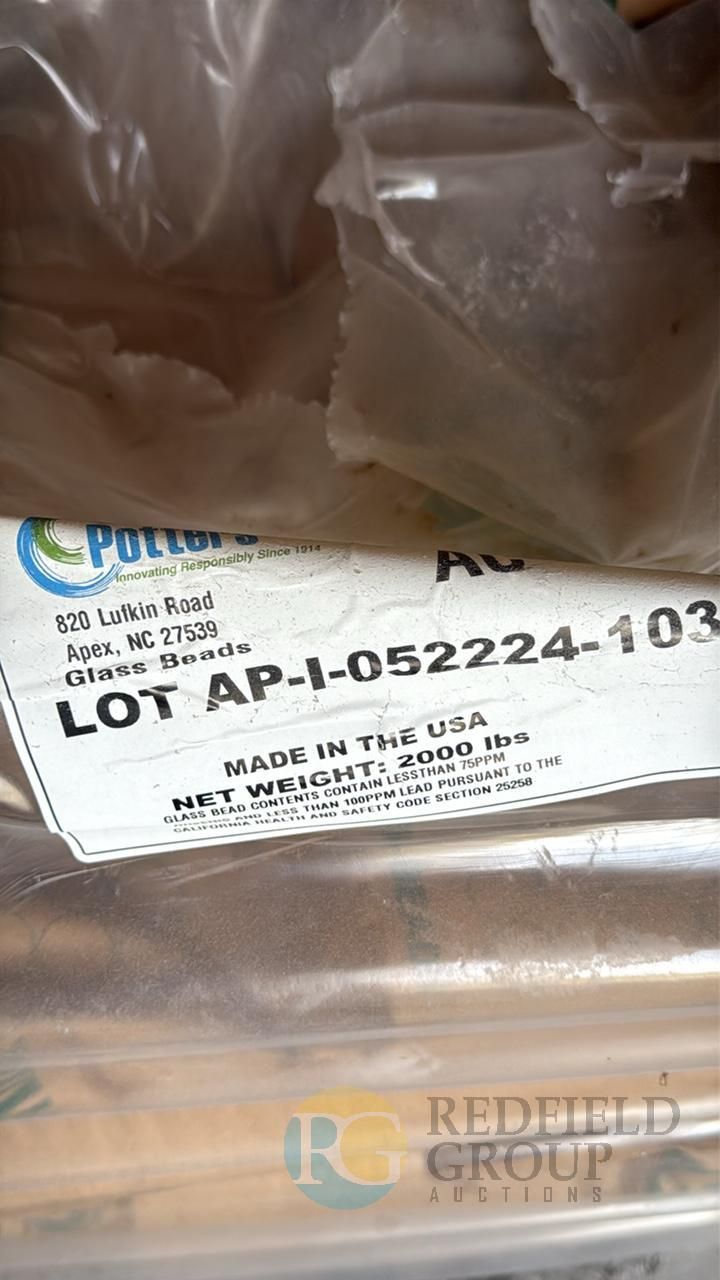 Potters
Innovating Responsibly Since 1914
820 Lufkin Road
Apex, NC 27539
Glass Beads
LOT AP-I-052224-103
MADE IN THE USA
NET WEIGHT: 2000 lbs
GLASS BEAD CONTENTS CONTAIN LESSTHAN 75PPM
AND LESS THAN 100PPM LEAD PURSUANT TO THE
CALIFORNIA HEALTH AND SAFETY CODE SECTION 25258
RG
REDFIELD
GROUP
AUCTIONS